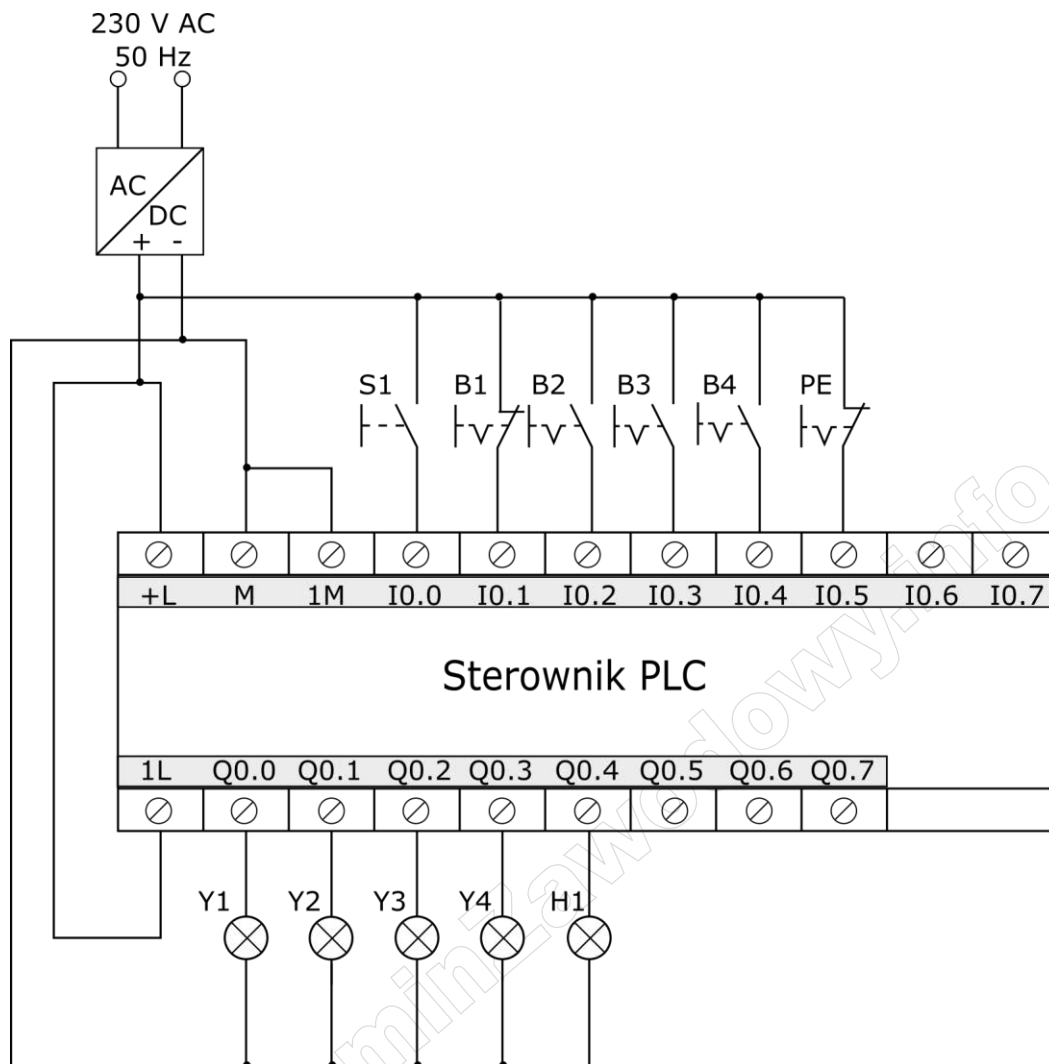 230 V AC
50 Hz
AC
DC
+ -
S1 B1 B2 B3 B4 PE
+L M 1M I0.0 I0.1 I0.2 I0.3 I0.4 I0.5 I0.6 I0.7
Sterownik PLC
1L Q0.0 Q0.1 Q0.2 Q0.3 Q0.4 Q0.5 Q0.6 Q0.7
Y1 Y2 Y3 Y4 H1
minZawodowy.info